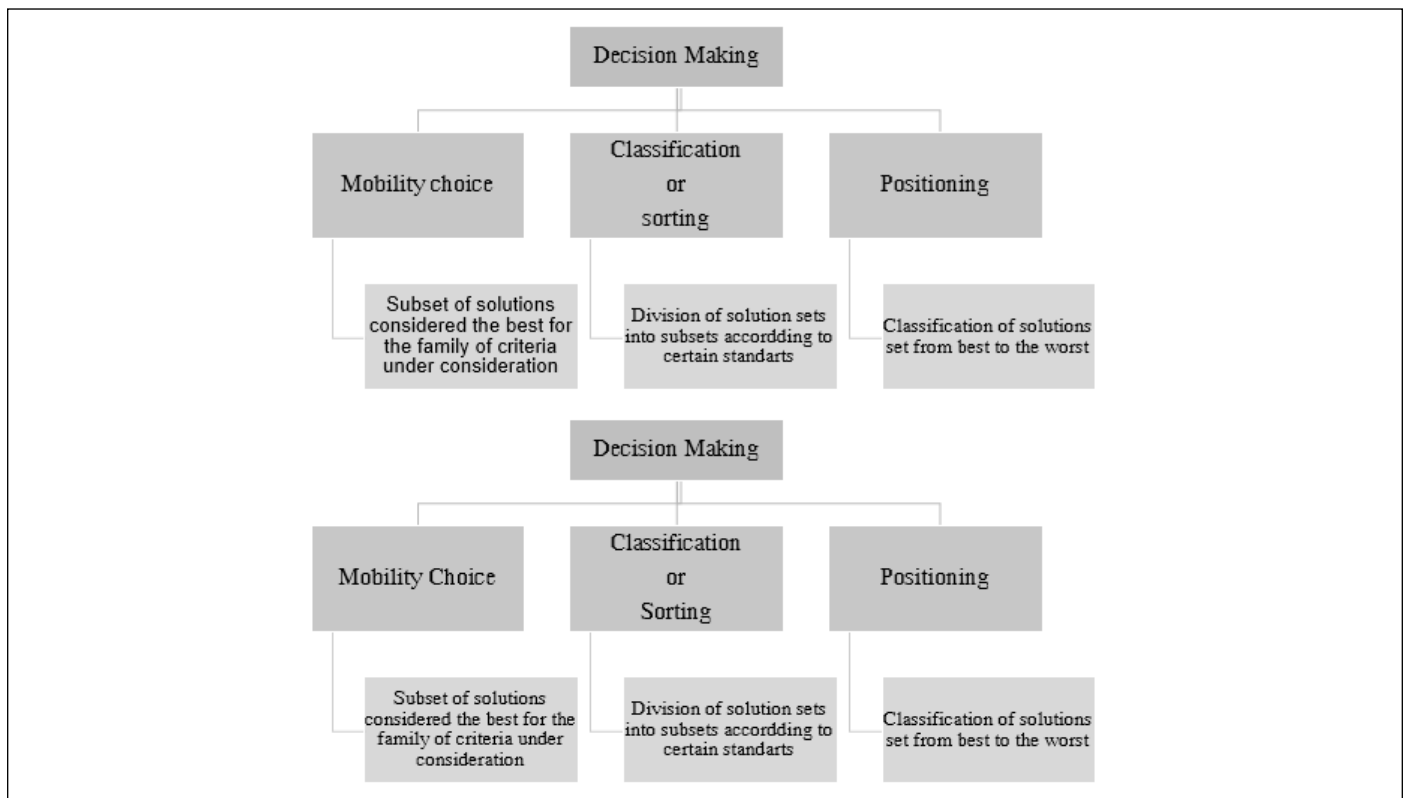 Decision Making
Mobility choice
Classification
or
sorting
Positioning
Subset of solutions
considered the best for
the family of criteria
under consideration
Division of solution sets
into subsets accordding to
certain standarts
Classification of solutions
set from best to the worst
Decision Making
Mobility Choice
Classification
or
Sorting
Positioning
Subset of solutions
considered the best for the
family of criteria under
consideration
Division of solution sets
into subsets accordding to
certain standarts
Classification of solutions
set from best to the worst